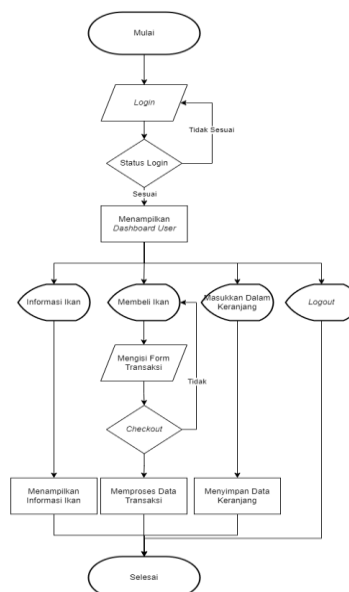 Mulai
Login
Tidak Sesuai
Status Login
Sesuai
Menampilkan
Dashboard User
Informasi Ikan
Membeli Ikan
Masukkan Dalam
Keranjang
Logout
Mengisi Form
Transaksi
Tidak
Checkout
Menampilkan
Informasi Ikan
Memproses Data
Transaksi
Menyimpan Data
Keranjang
Selesai